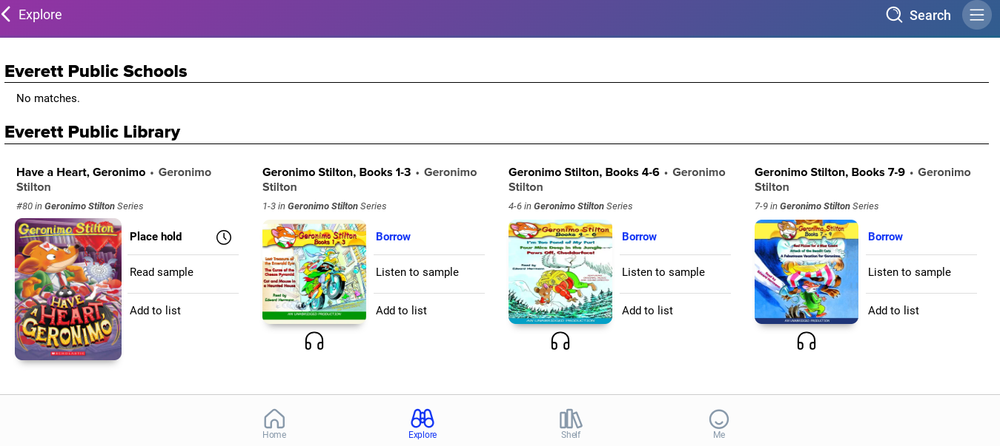 Explore
Search
Everett Public Schools
No matches.
Everett Public Library
Have a Heart, Geronimo • Geronimo
Stilton
#80 in Geronimo Stilton Series
Geronimo Stilton
HAVE
A HEART,
GERONIMO
SCHOLASTIC
Place hold
Read sample
Add to list
Geronimo Stilton, Books 1-3 • Geronimo
Stilton
1-3 in Geronimo Stilton Series
Geronimo Stilton
Books 1 – 3
Lost Treasure of
the Emerald Eye
The Curse of the
Cheese Pyramid
Cat and Mouse in
a Haunted House
Read by
Edward Herrmann
AN UNABRIDGED PRODUCTION
Borrow
Listen to sample
Add to list
Geronimo Stilton, Books 4-6 • Geronimo
Stilton
4-6 in Geronimo Stilton Series
Geronimo Stilton
Books 4 – 6
I'm Too Fond of My Fur!
Four Mice Deep in the Jungle
Paws Off, Cheddarface!
Read by
Edward Herrmann
AN UNABRIDGED PRODUCTION
Borrow
Listen to sample
Add to list
Geronimo Stilton, Books 7-9 • Geronimo
Stilton
7-9 in Geronimo Stilton Series
Geronimo Stilton
Books 7 – 9
Red Pizzas for a Blue Count
Attack of the Bandit Cats
A Fabumouse Vacation for Geronimo
Read by
Edward Herrmann
AN UNABRIDGED PRODUCTION
Borrow
Listen to sample
Add to list
Home
Explore
Shelf
Me